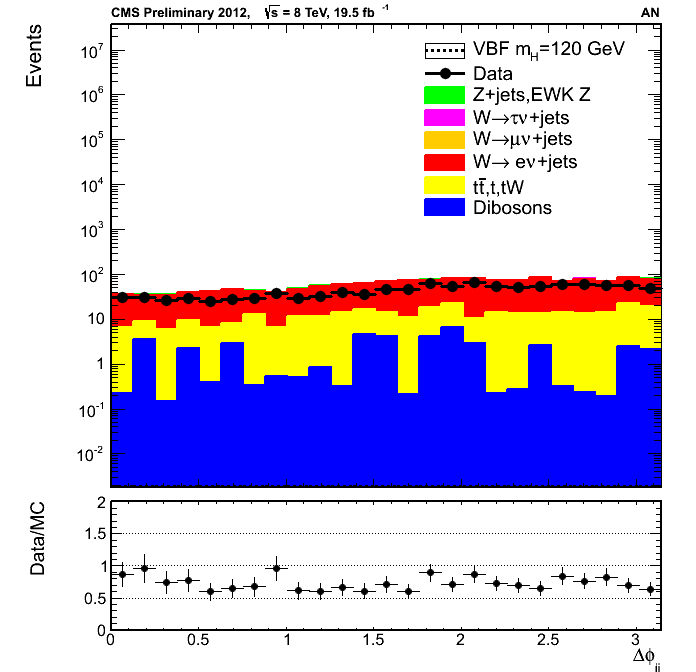 CMS Preliminary 2012, √s = 8 TeV, 19.5 fb⁻¹ AN
Events
10⁷
10⁶
10⁵
10⁴
10³
10²
10
1
10⁻¹
10⁻²
VBF m_H=120 GeV
Data
Z+jets,EWK Z
W→τν+jets
W→μν+jets
W→ eν+jets
tt̄,t,tW
Dibosons
Data/MC
2
1.5
1
0.5
0
0 0.5 1 1.5 2 2.5 3
Δϕ_jj